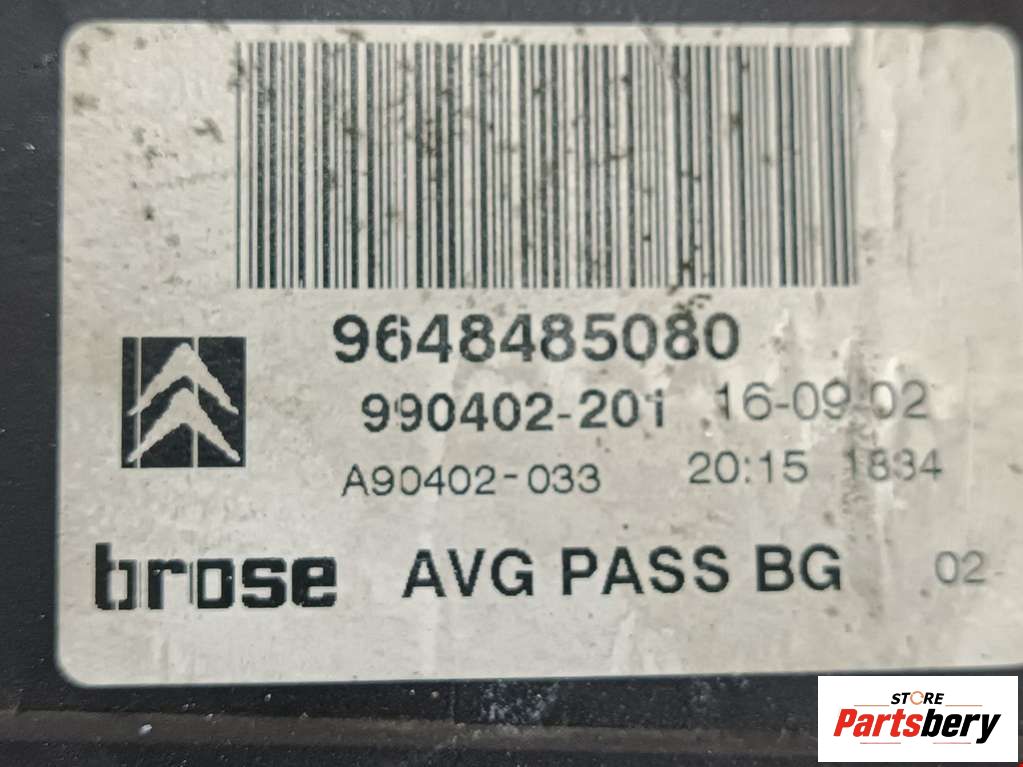 9648485080
990402-201 16-09-02
A90402-033 20:15 1834
brose AVG PASS BG 02
STORE
Partsbery